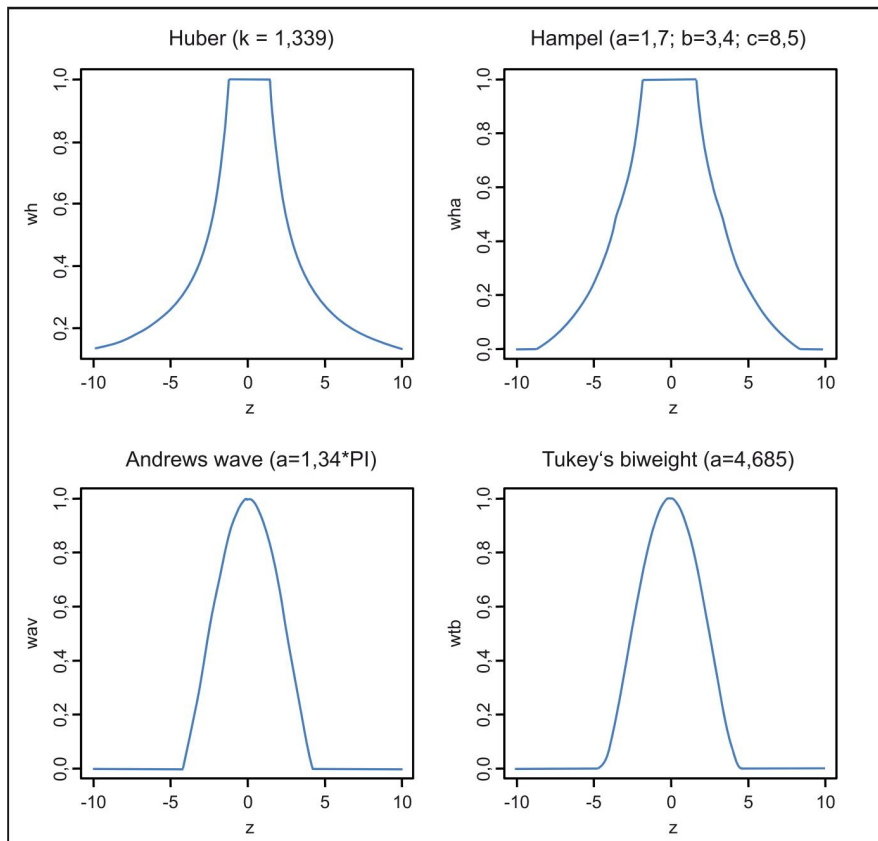 Huber (k = 1,339)
wh
1,0
0,8
0,6
0,4
0,2
-10 -5 0 5 10
z
Hampel (a=1,7; b=3,4; c=8,5)
wha
1,0
0,8
0,6
0,4
0,2
0,0
-10 -5 0 5 10
z
Andrews wave (a=1,34*PI)
wav
1,0
0,8
0,6
0,4
0,2
0,0
-10 -5 0 5 10
z
Tukey‘s biweight (a=4,685)
wtb
1,0
0,8
0,6
0,4
0,2
0,0
-10 -5 0 5 10
z